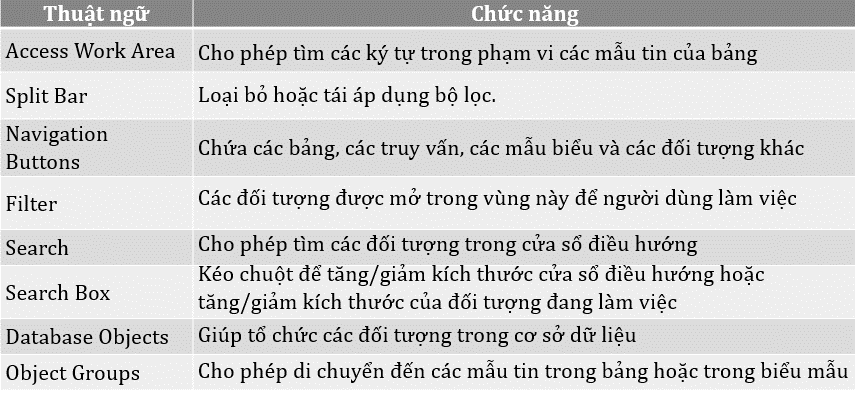 Thuật ngữ Chức năng
Access Work Area Cho phép tìm các ký tự trong phạm vi các mẫu tin của bảng
Split Bar Loại bỏ hoặc tái áp dụng bộ lọc.
Navigation
Buttons Chứa các bảng, các truy vấn, các mẫu biểu và các đối tượng khác
Filter Các đối tượng được mở trong vùng này để người dùng làm việc
Search Cho phép tìm các đối tượng trong cửa sổ điều hướng
Search Box Kéo chuột để tăng/giảm kích thước cửa sổ điều hướng hoặc
tăng/giảm kích thước của đối tượng đang làm việc
Database Objects Giúp tổ chức các đối tượng trong cơ sở dữ liệu
Object Groups Cho phép di chuyển đến các mẫu tin trong bảng hoặc trong biểu mẫu